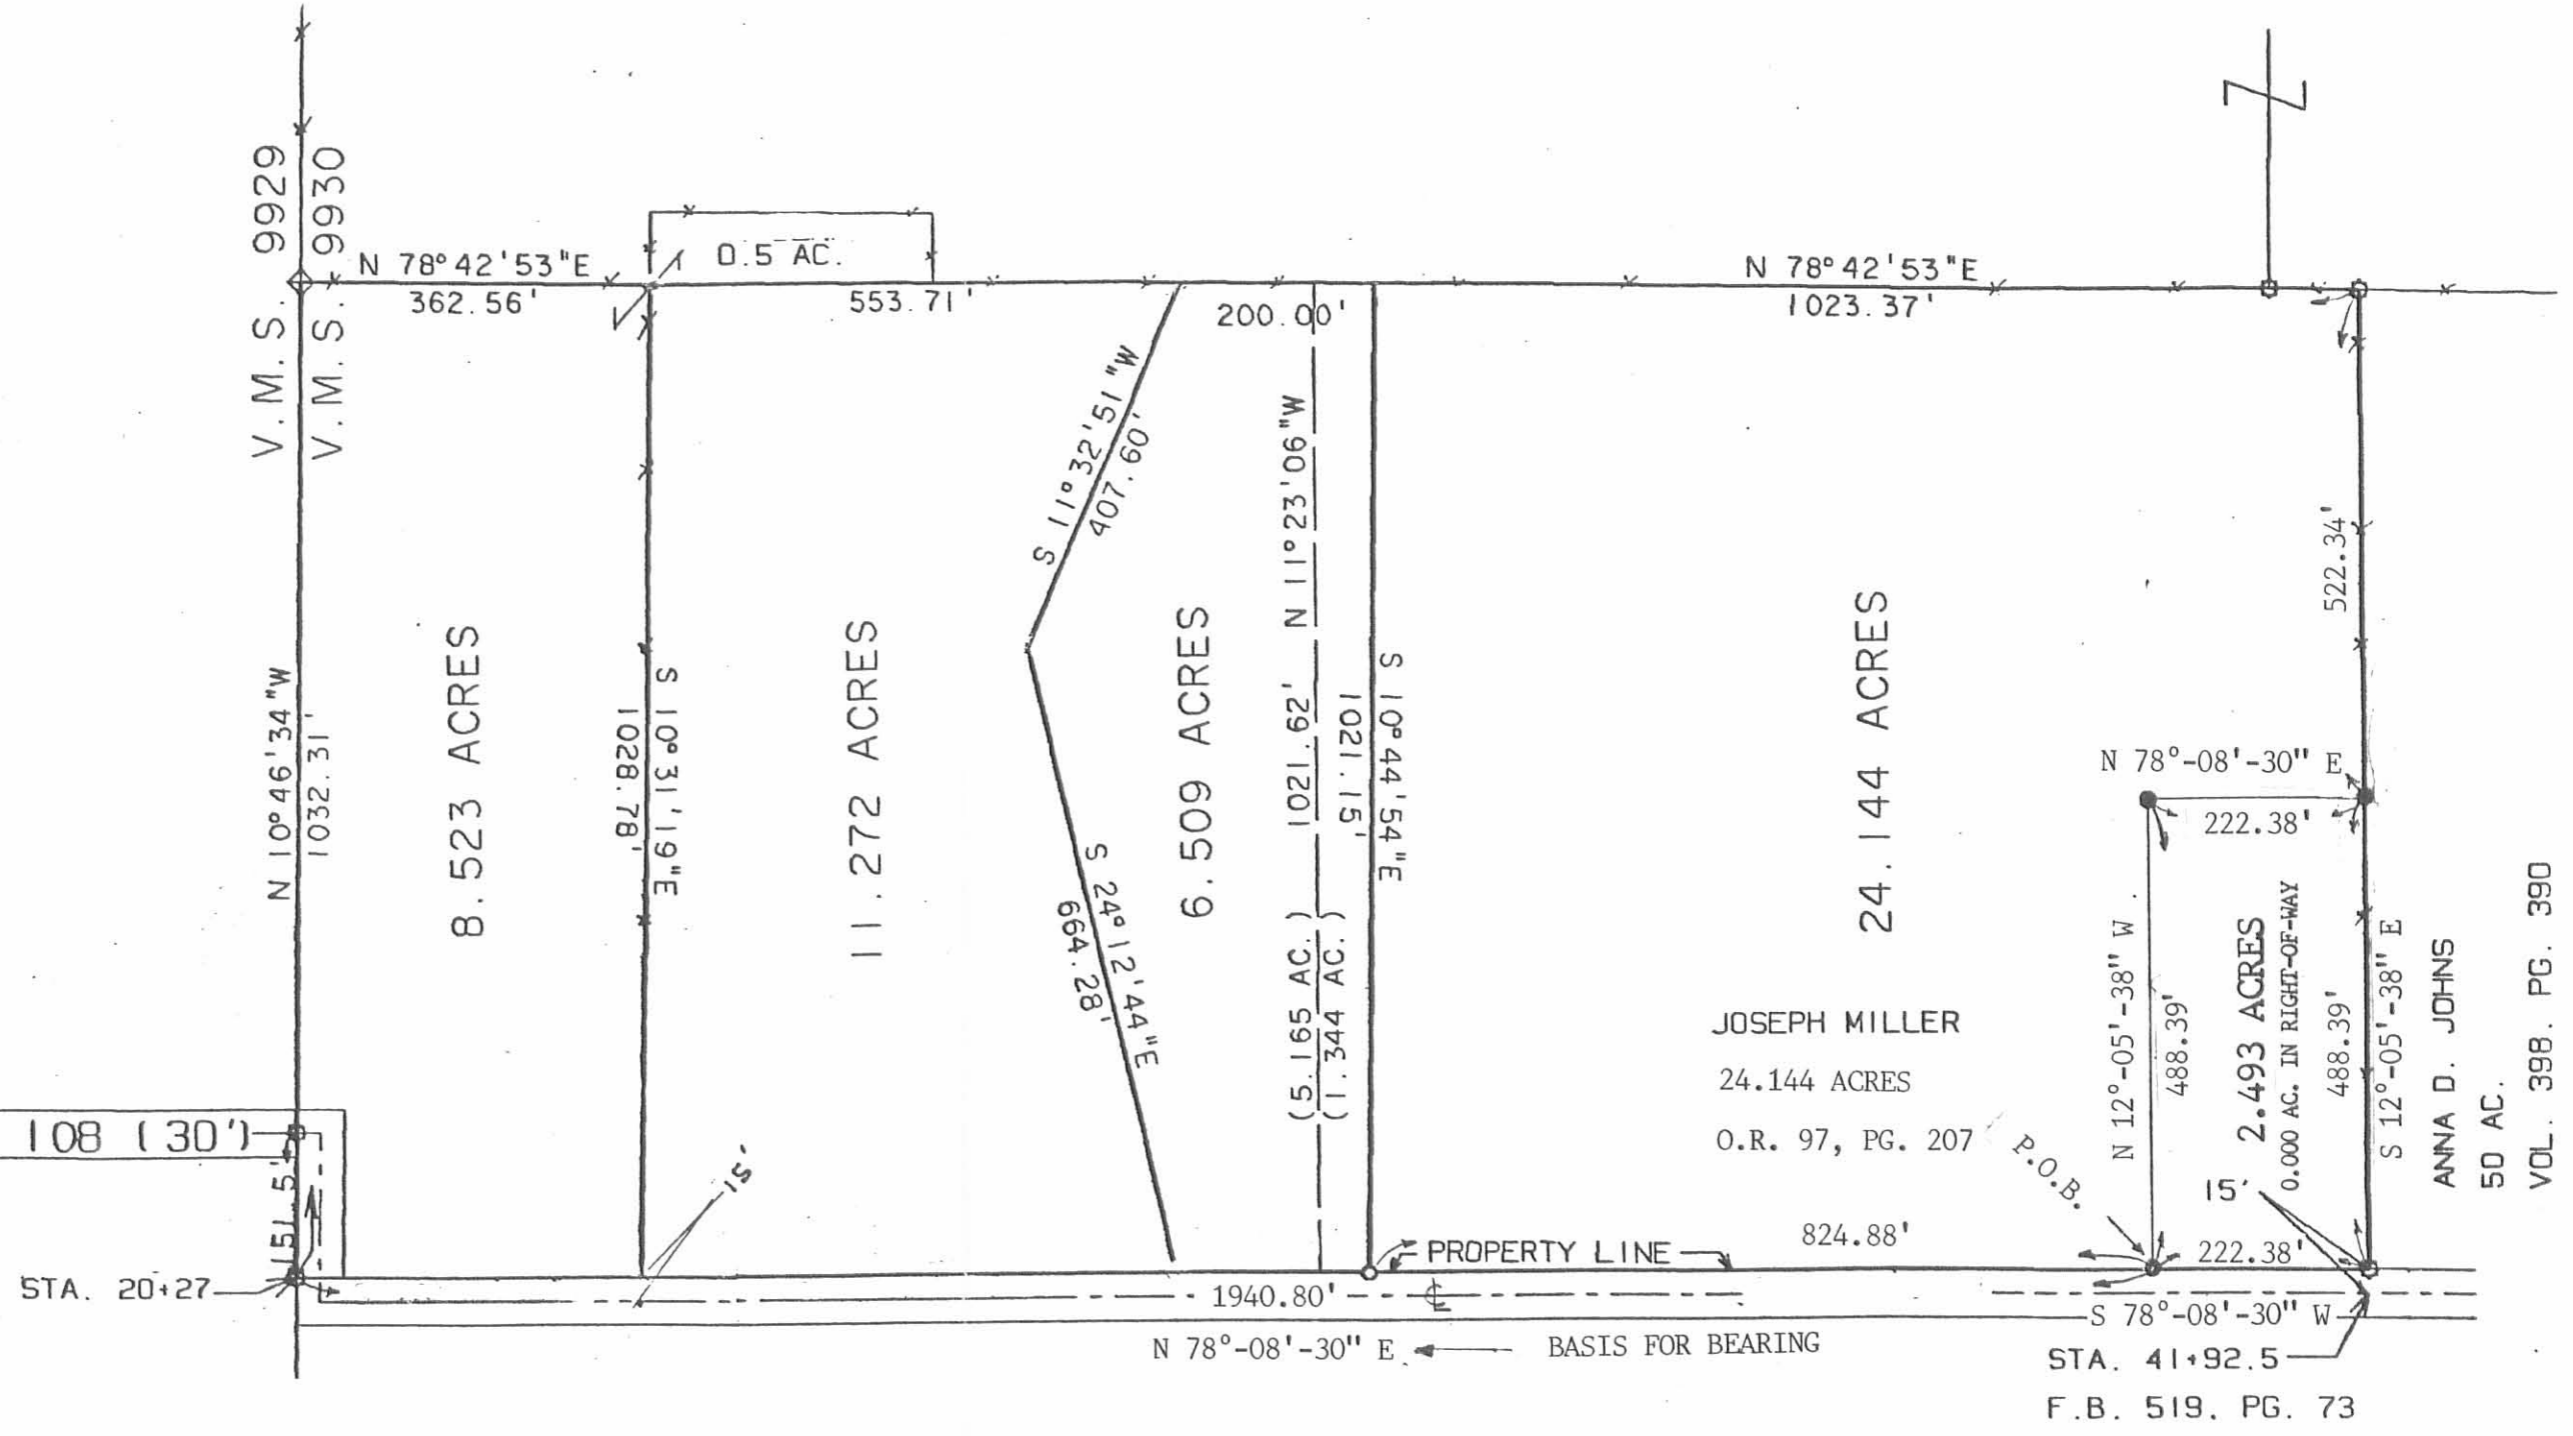 V. M. S. 9929
V. M. S. 9930
N 78°42'53"E
362.56'
0.5 AC.
553.71'
200.00'
N 78°42'53"E
1023.37'
N 10°46'34"W
1032.31'
8.523 ACRES
S 10°31'19"E
1028.78'
11.272 ACRES
S 11°32'51"W
407.60'
S 24°12'44"E
664.28'
6.509 ACRES
(5.165 AC.) 1021.62' N 11°23'06"W
(1.344 AC.) 1021.15'
S 10°44'54"E
24.144 ACRES
522.34'
N 78°-08'-30" E
222.38'
N 12°-05'-38" W
488.39'
2.493 ACRES
0.000 AC. IN RIGHT-OF-WAY
488.39'
S 12°-05'-38" E
ANNA D. JOHNS
50 AC.
VOL. 398. PG. 390
JOSEPH MILLER
24.144 ACRES
O.R. 97, PG. 207
P.O.B.
15'
824.88'
222.38'
PROPERTY LINE
108 (30')
151.5'
STA. 20+27
15'
1940.80'
S 78°-08'-30" W
N 78°-08'-30" E
BASIS FOR BEARING
STA. 41+92.5
F.B. 519. PG. 73